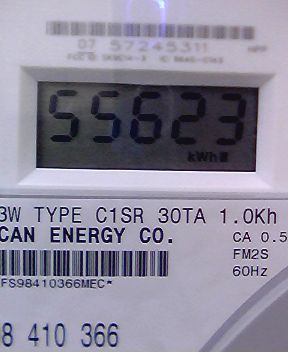 07 57245311
55623
kWh
3W TYPE C1SR 30TA 1.0Kh
CAN ENERGY CO.
CA 0.5
FM2S
60Hz
FS98410366MEC*
98 410 366